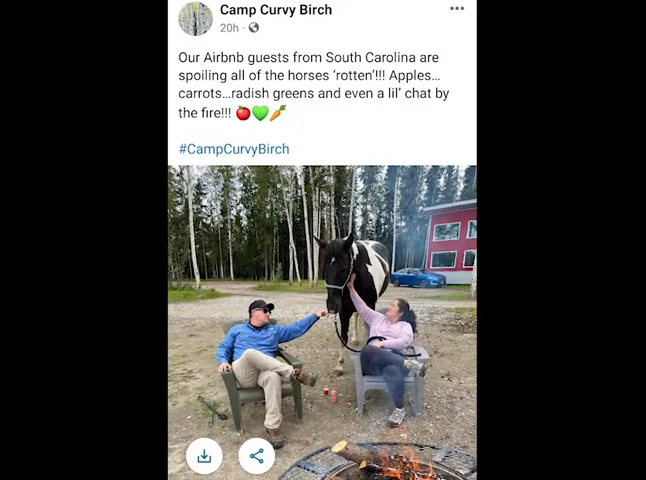 Camp Curvy Birch
20h ·
Our Airbnb guests from South Carolina are
spoiling all of the horses ‘rotten’!!! Apples…
carrots…radish greens and even a lil’ chat by
the fire!!! 🍎💚🥕
#CampCurvyBirch